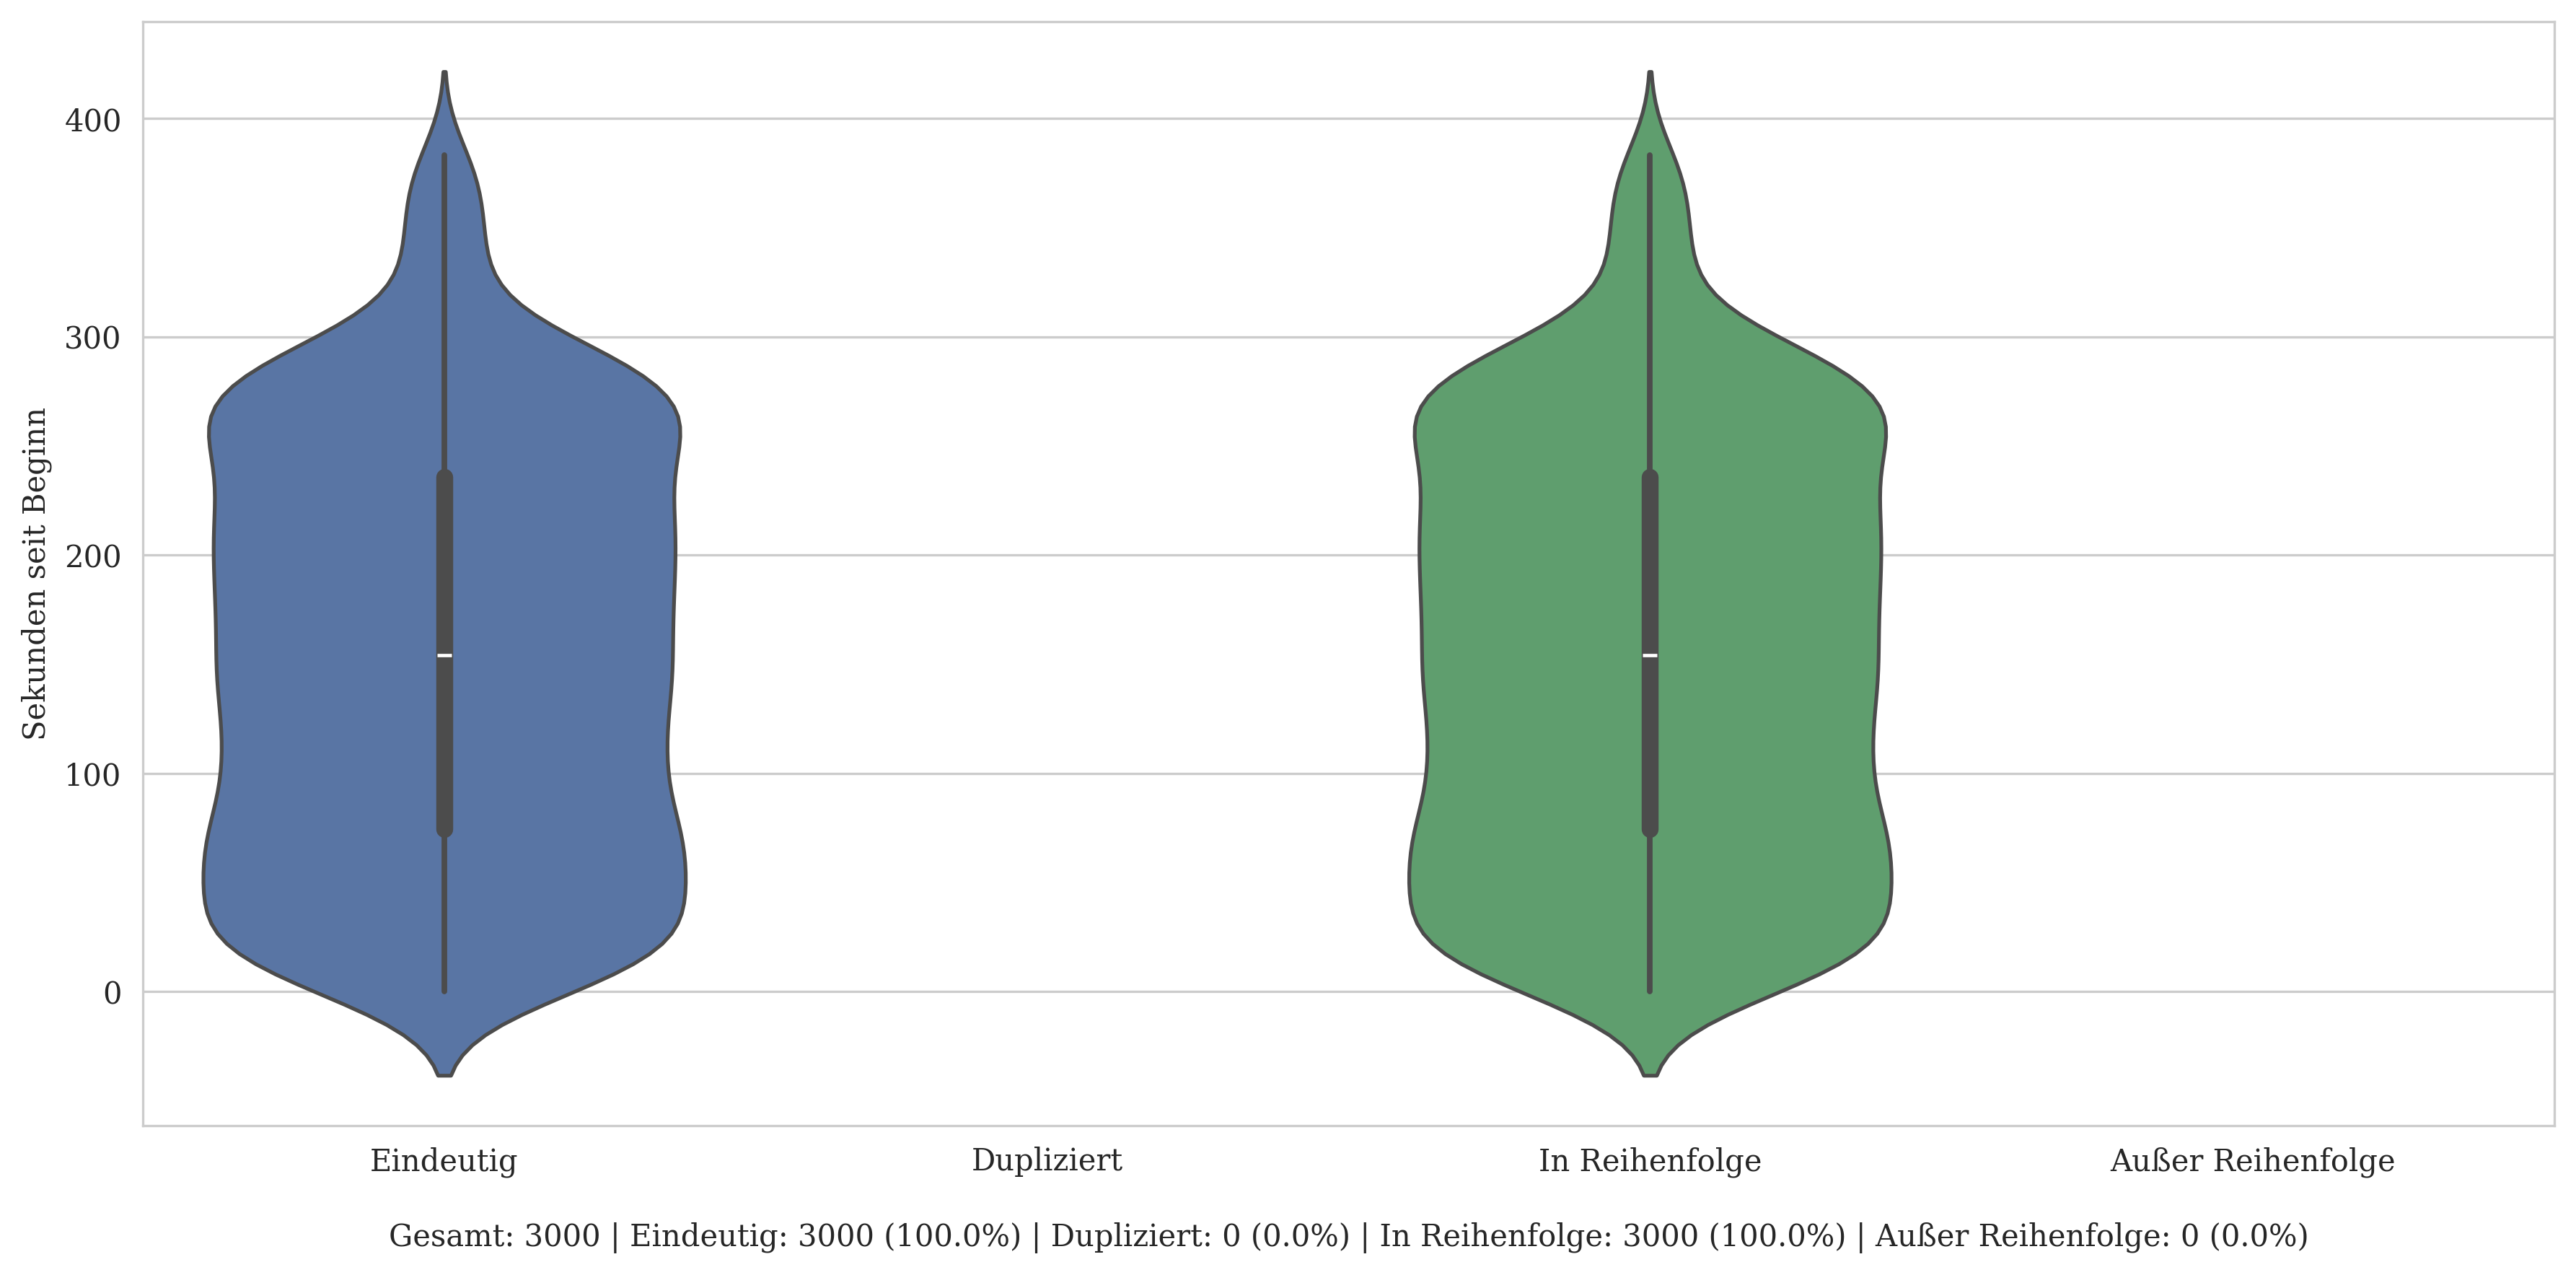 Sekunden seit Beginn
400
300
200
100
0
Eindeutig
Dupliziert
In Reihenfolge
Außer Reihenfolge
Gesamt: 3000 | Eindeutig: 3000 (100.0%) | Dupliziert: 0 (0.0%) | In Reihenfolge: 3000 (100.0%) | Außer Reihenfolge: 0 (0.0%)